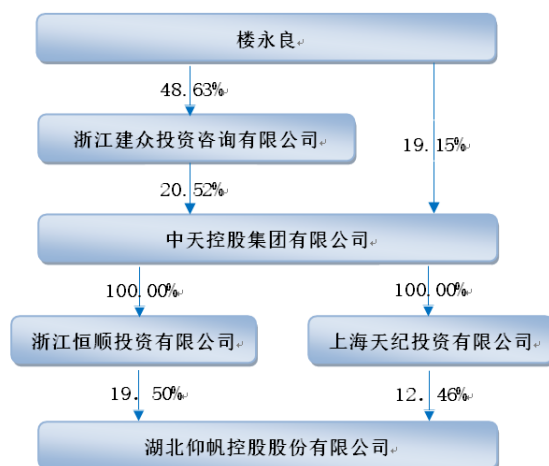 楼永良
48.63%
浙江建众投资咨询有限公司
19.15%
20.52%
中天控股集团有限公司
100.00%
100.00%
浙江恒顺投资有限公司
上海天纪投资有限公司
19. 50%
12. 46%
湖北仰帆控股股份有限公司